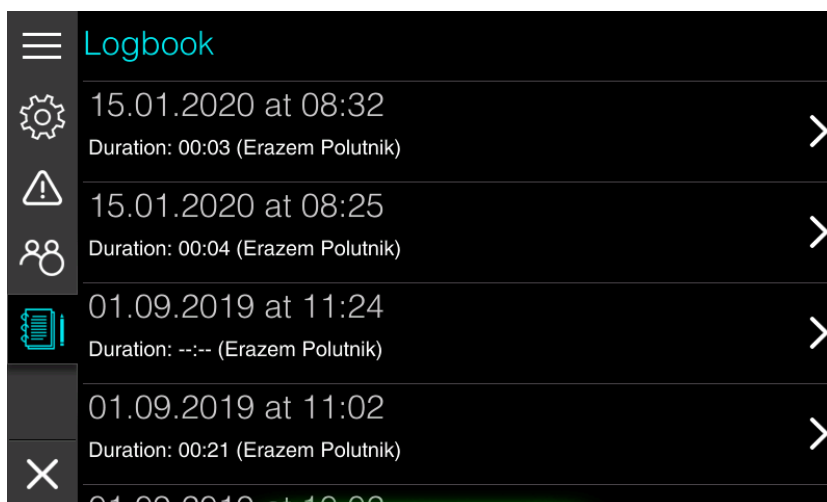 Logbook
15.01.2020 at 08:32
Duration: 00:03 (Erazem Polutnik)
15.01.2020 at 08:25
Duration: 00:04 (Erazem Polutnik)
01.09.2019 at 11:24
Duration: --:-- (Erazem Polutnik)
01.09.2019 at 11:02
Duration: 00:21 (Erazem Polutnik)